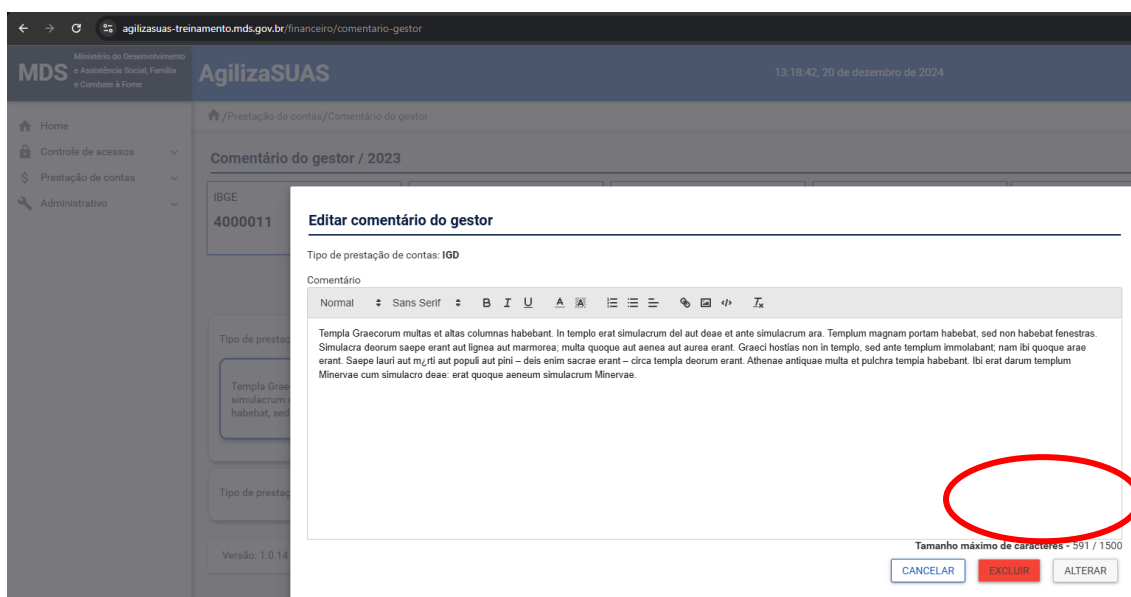 agilizasuas-treinamento.mds.gov.br/financeiro/comentario-gestor
MDS
Ministério do Desenvolvimento
e Assistência Social, Família
e Combate à Fome
AgilizaSUAS
13:18:42, 20 de dezembro de 2024
/Prestação de contas/Comentário do gestor
Home
Controle de acessos
Prestação de contas
Administrativo
Comentário do gestor / 2023
IBGE
4000011
Tipo de prestaç
Templa Grae
simulacrum
habebat, sed
Tipo de prestaç
Versão: 1.0.14
Editar comentário do gestor
Tipo de prestação de contas: IGD
Comentário
Normal Sans Serif B I U A A Tx
Templa Graecorum multas et altas columnas habebant. In templo erat simulacrum del aut deae et ante simulacrum ara. Templum magnam portam habebat, sed non habebat fenestras.
Simulacra deorum saepe erant aut lignea aut marmorea; multa quoque aut aenea aut aurea erant. Graeci hostias non in templo, sed ante templum immolabant; nam ibi quoque arae
erant. Saepe lauri aut m¿rti aut populi aut pini – deis enim sacrae erant – circa templa deorum erant. Athenae antiquae multa et pulchra tempia habebant. Ibi erat darum templum
Minervae cum simulacro deae: erat quoque aeneum simulacrum Minervae.
Tamanho máximo de caracteres - 591 / 1500
CANCELAR EXCLUIR ALTERAR